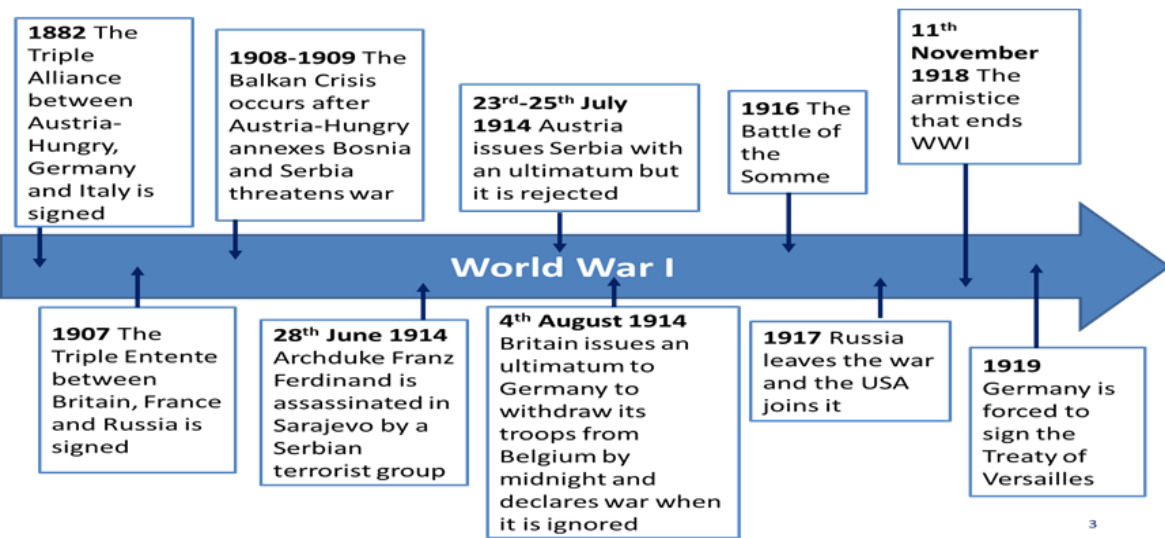 1882 The
Triple
Alliance
between
Austria-
Hungry,
Germany
and Italy is
signed
1908-1909 The
Balkan Crisis
occurs after
Austria-Hungry
annexes Bosnia
and Serbia
threatens war
23rd-25th July
1914 Austria
issues Serbia with
an ultimatum but
it is rejected
1916 The
Battle of
the
Somme
11th
November
1918 The
armistice
that ends
WWI
World War I
1907 The
Triple Entente
between
Britain, France
and Russia is
signed
28th June 1914
Archduke Franz
Ferdinand is
assassinated in
Sarajevo by a
Serbian
terrorist group
4th August 1914
Britain issues an
ultimatum to
Germany to
withdraw its
troops from
Belgium by
midnight and
declares war when
it is ignored
1917 Russia
leaves the war
and the USA
joins it
1919
Germany is
forced to
sign the
Treaty of
Versailles
3